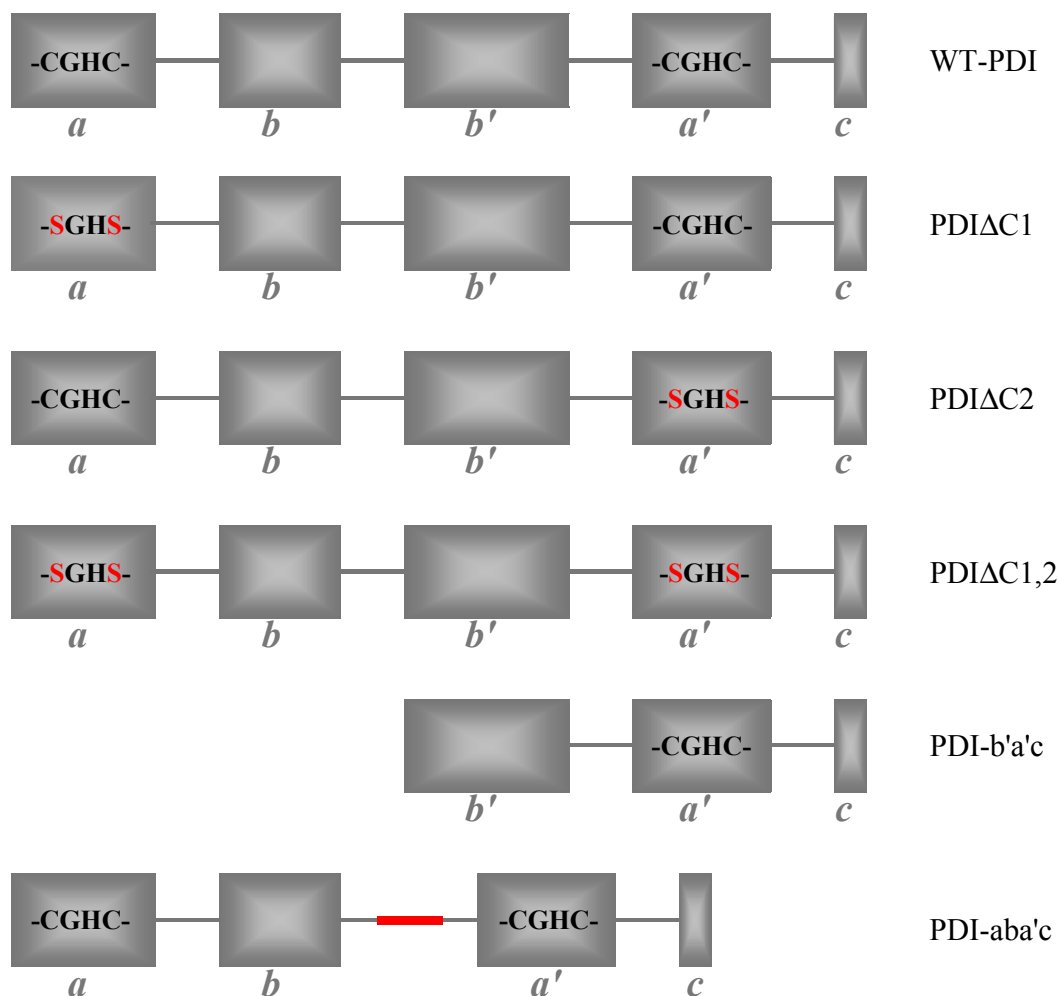 -CGHC- -CGHC- WT-PDI
a b b' a' c
-SGHS- -CGHC- PDIΔC1
a b b' a' c
-CGHC- -SGHS- PDIΔC2
a b b' a' c
-SGHS- -SGHS- PDIΔC1,2
a b b' a' c
-CGHC- PDI-b'a'c
b' a' c
-CGHC- -CGHC- PDI-aba'c
a b a' c